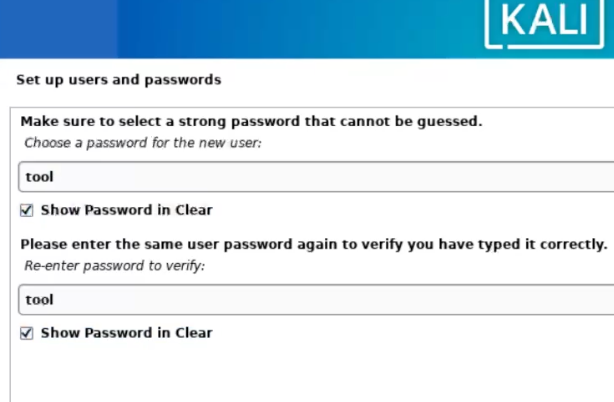 KALI
Set up users and passwords
Make sure to select a strong password that cannot be guessed.
Choose a password for the new user:
tool
Show Password in Clear
Please enter the same user password again to verify you have typed it correctly.
Re-enter password to verify:
tool
Show Password in Clear